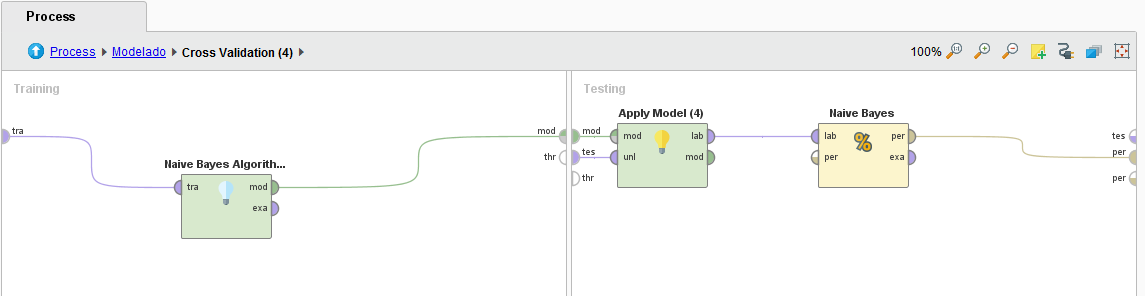 Process
Process Modelado Cross Validation (4)
100%
Training
tra
mod
thr
Naive Bayes Algorith...
tra mod
exa
Testing
mod
tes
thr
Apply Model (4)
mod lab
unl mod
Naive Bayes
lab per
% 
per exa
tes
per
per